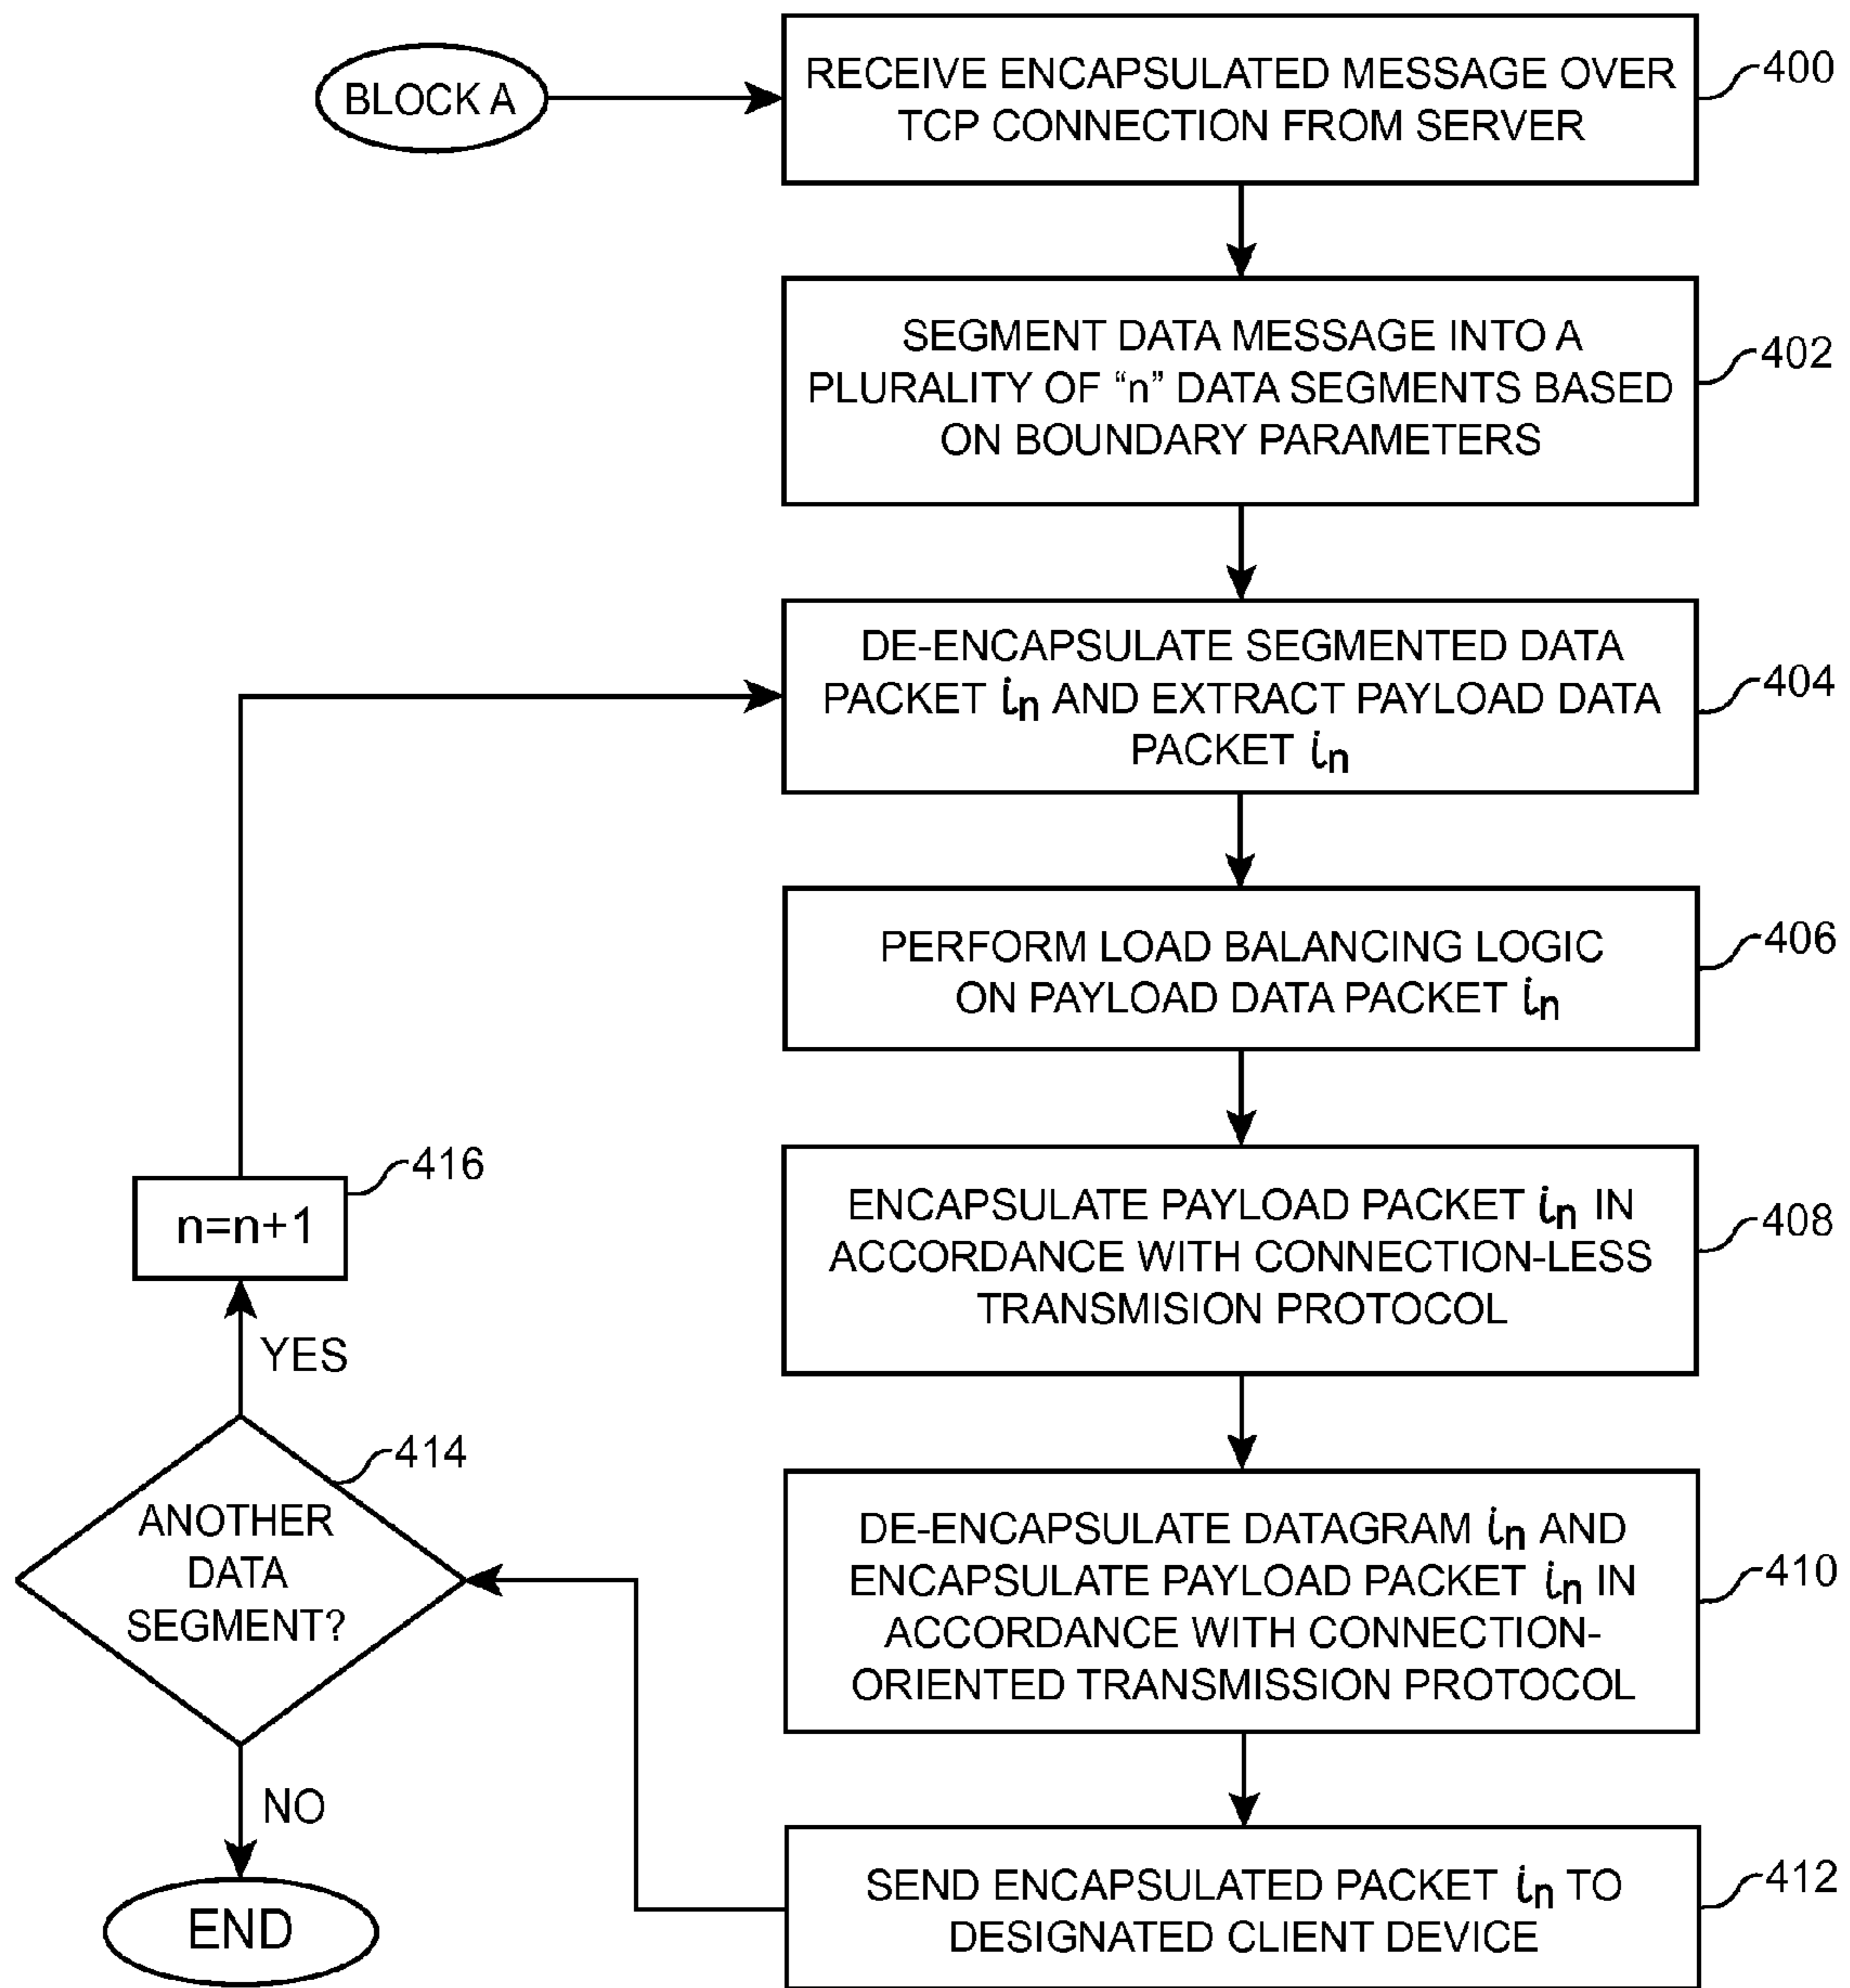 BLOCK A
RECEIVE ENCAPSULATED MESSAGE OVER
TCP CONNECTION FROM SERVER
400
SEGMENT DATA MESSAGE INTO A
PLURALITY OF “n” DATA SEGMENTS BASED
ON BOUNDARY PARAMETERS
402
DE-ENCAPSULATE SEGMENTED DATA
PACKET in AND EXTRACT PAYLOAD DATA
PACKET in
404
PERFORM LOAD BALANCING LOGIC
ON PAYLOAD DATA PACKET in
406
ENCAPSULATE PAYLOAD PACKET in IN
ACCORDANCE WITH CONNECTION-LESS
TRANSMISION PROTOCOL
408
DE-ENCAPSULATE DATAGRAM in AND
ENCAPSULATE PAYLOAD PACKET in IN
ACCORDANCE WITH CONNECTION-
ORIENTED TRANSMISSION PROTOCOL
410
SEND ENCAPSULATED PACKET in TO
DESIGNATED CLIENT DEVICE
412
ANOTHER
DATA
SEGMENT?
414
YES
n=n+1
416
NO
END